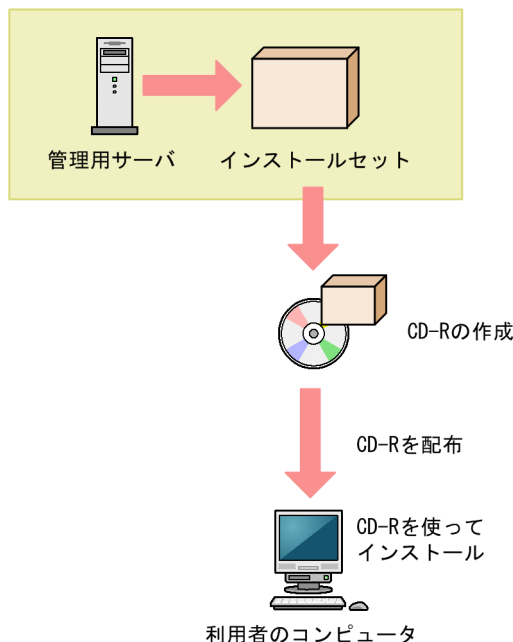 管理用サーバ
インストールセット
CD-Rの作成
CD-Rを配布
CD-Rを使って
インストール
利用者のコンピュータ